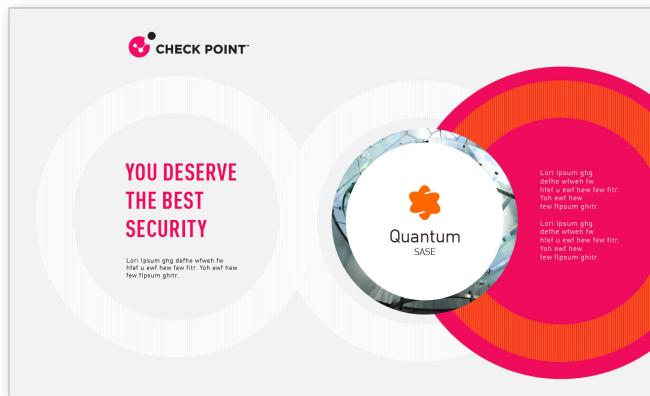 CHECK POINT™
YOU DESERVE
THE BEST
SECURITY
Lori Ipsum ghg defhe wfweh fw
hfef u ewf hew few fitr. Yoh ewf hew
few flpsum ghitr.
Quantum
SASE
Lori Ipsum ghg
defhe wfweh fw
hfef u ewf hew few fitr.
Yoh ewf hew
few flpsum ghitr.
Lori Ipsum ghg
defhe wfweh fw
hfef u ewf hew few fitr.
Yoh ewf hew
few flpsum ghitr.